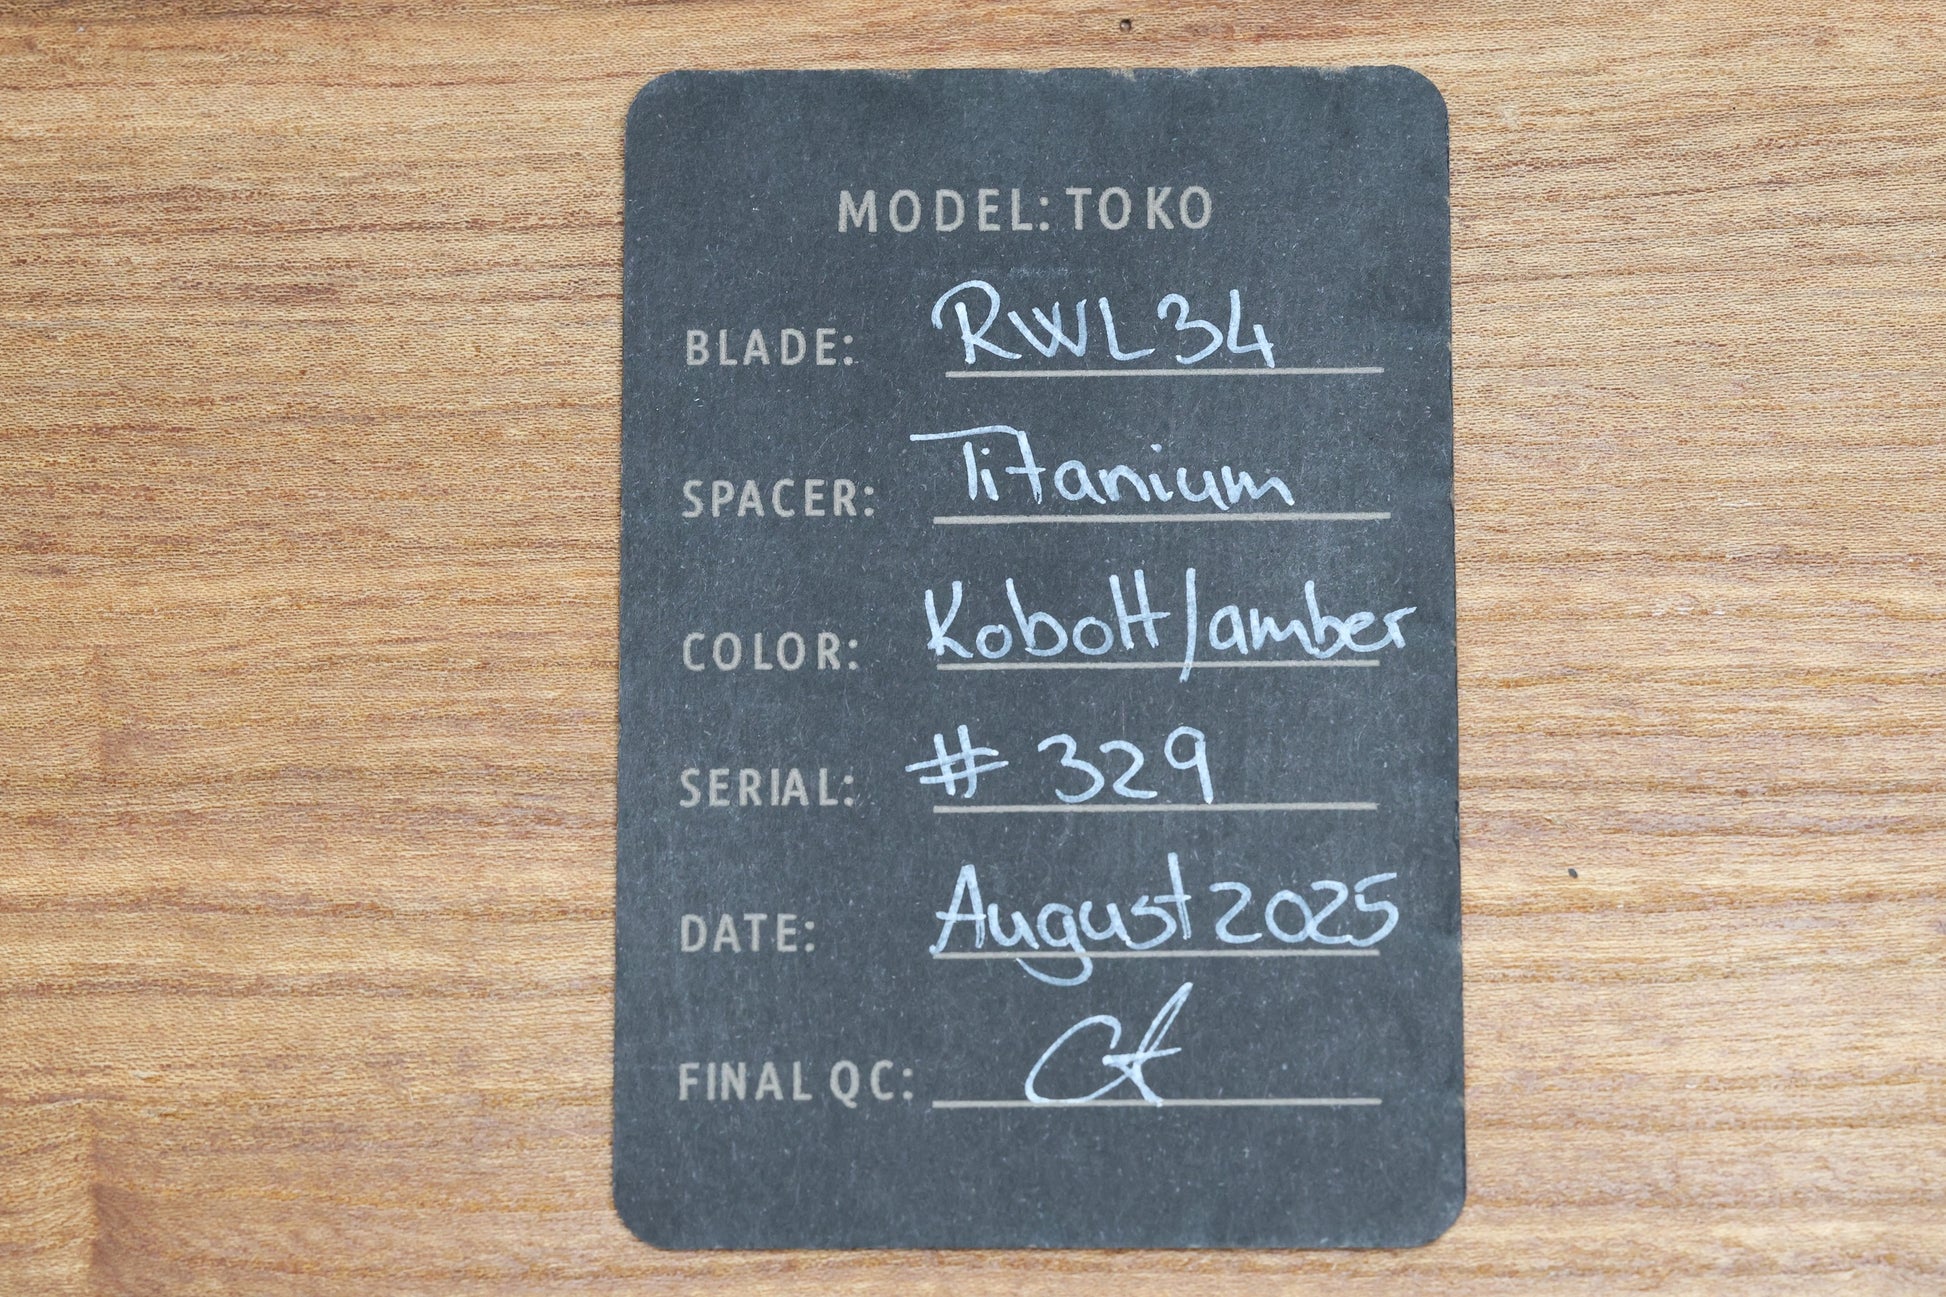 MODEL: TOKO
BLADE: RWL34
SPACER: Titanium
COLOR: Kobolt/amber
SERIAL: # 329
DATE: August 2025
FINAL QC: